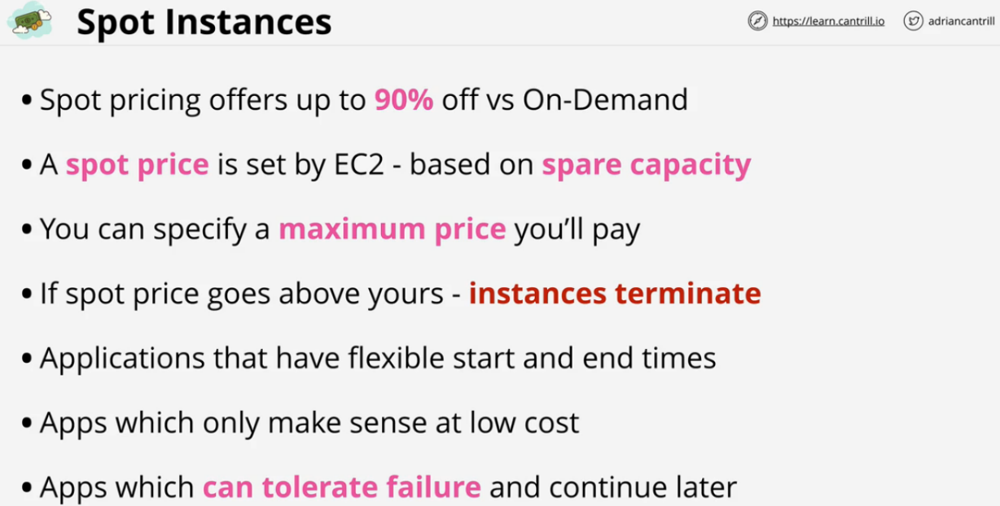 Spot Instances
https://learn.cantrill.io
adriancantrill
• Spot pricing offers up to 90% off vs On-Demand
• A spot price is set by EC2 - based on spare capacity
• You can specify a maximum price you'll pay
• If spot price goes above yours - instances terminate
• Applications that have flexible start and end times
• Apps which only make sense at low cost
• Apps which can tolerate failure and continue later